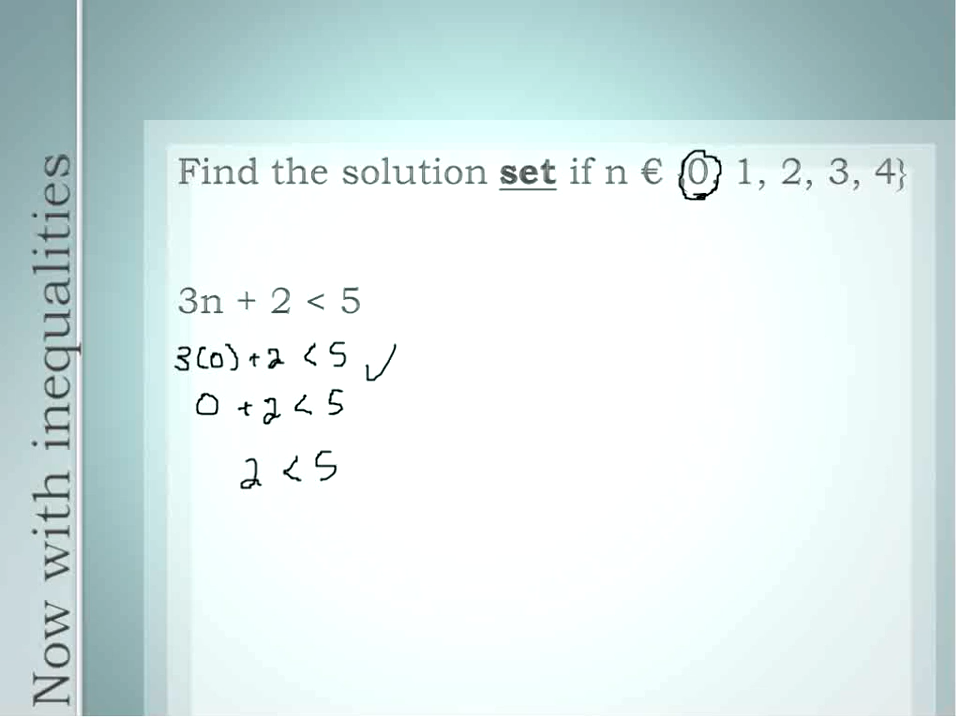 Now with inequalities
Find the solution set if n € {0, 1, 2, 3, 4}
3n + 2 < 5
3(0) + 2 < 5 ✓
0 + 2 < 5
2 < 5